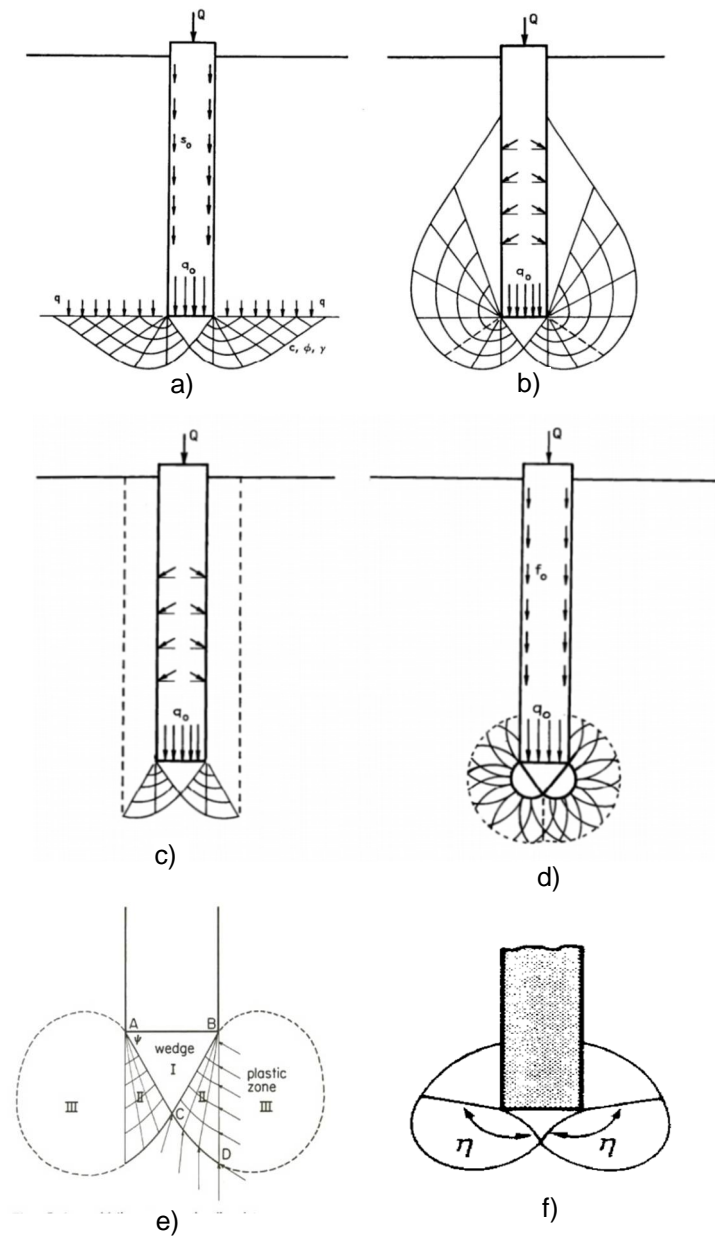 Q
s₀
q₀
q q
c, ϕ, γ
a)
Q
q₀
b)
Q
q₀
c)
Q
f₀
q₀
d)
A B
ψ wedge
I
plastic
zone
III II II III
C
D
e)
η η
f)